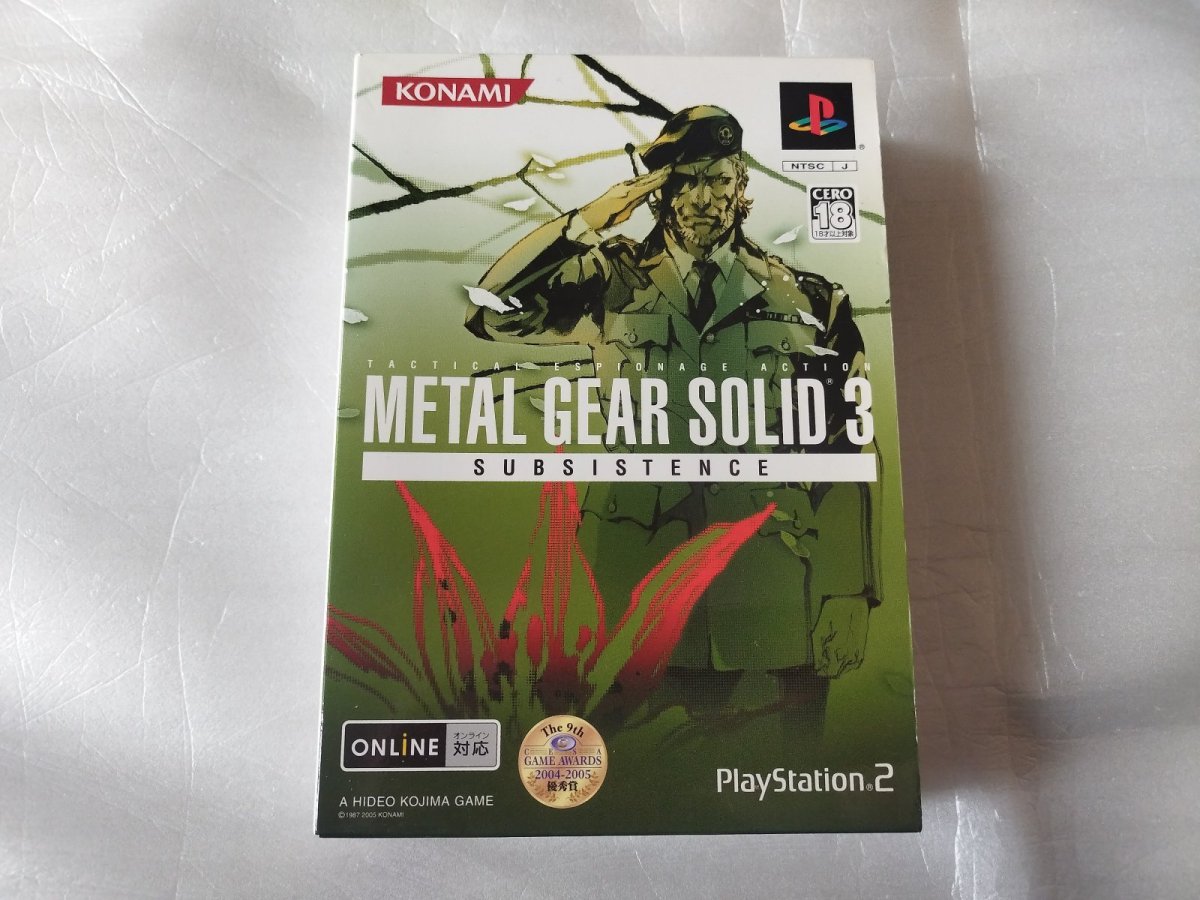 KONAMI
NTSC J
CERO
18
18才以上対象
TACTICAL ESPIONAGE ACTION
METAL GEAR SOLID® 3
SUBSISTENCE
ONLiNE オンライン対応
The 9th
CESA
GAME AWARDS
2004-2005
優秀賞
PlayStation®2
A HIDEO KOJIMA GAME
©1987 2005 KONAMI